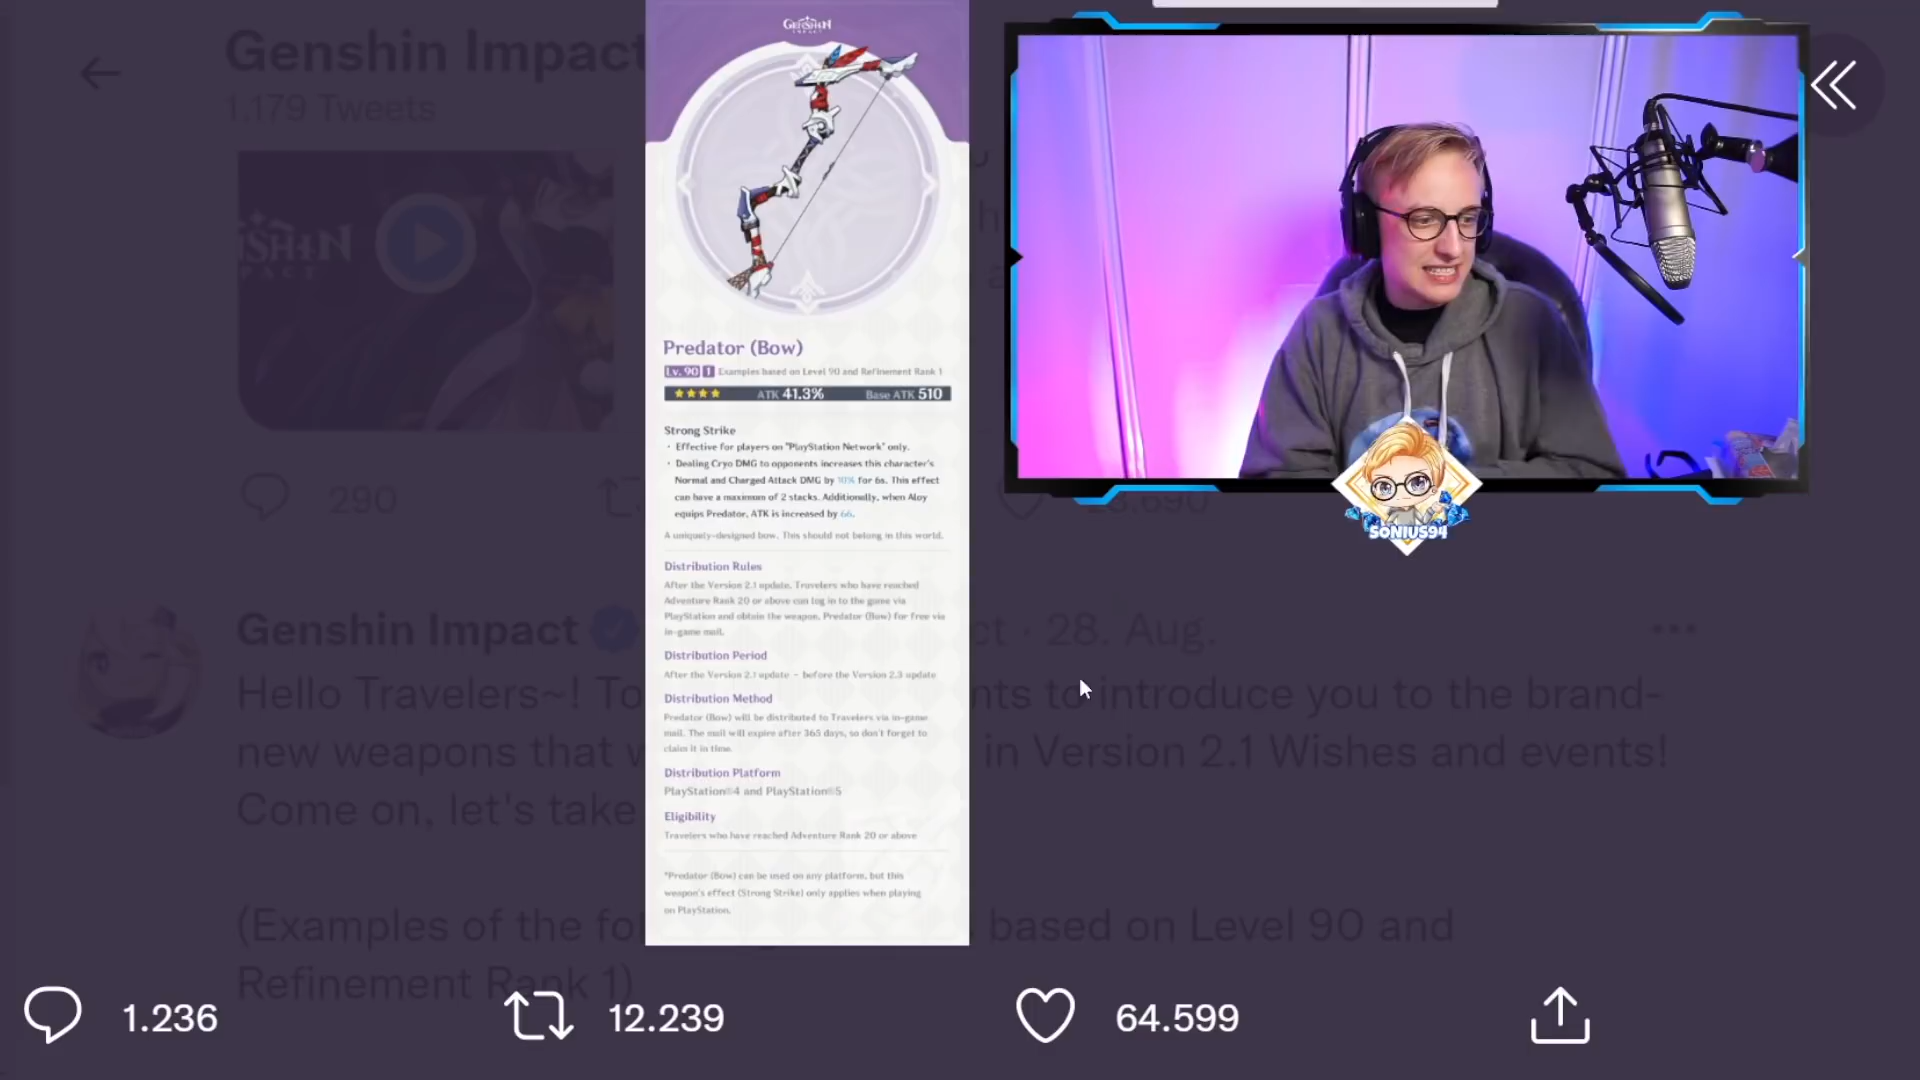 Genshin Impact
1.179 Tweets
GENSHIN
IMPACT
Predator (Bow)
Lv. 90 1 Examples based on Level 90 and Refinement Rank 1
ATK 41.3% Base ATK 510
Strong Strike
· Effective for players on "PlayStation Network" only.
· Dealing Cryo DMG to opponents increases this character's
Normal and Charged Attack DMG by 10% for 6s. This effect
can have a maximum of 2 stacks. Additionally, when Aloy
equips Predator, ATK is increased by 66.
A uniquely-designed bow. This should not belong in this world.
Distribution Rules
After the Version 2.1 update, Travelers who have reached
Adventure Rank 20 or above can log in to the game via
PlayStation and obtain the weapon, Predator (Bow) for free via
in-game mail.
Distribution Period
After the Version 2.1 update – before the Version 2.3 update
Distribution Method
Predator (Bow) will be distributed to Travelers via in-game
mail. The mail will expire after 365 days, so don't forget to
claim it in time.
Distribution Platform
PlayStation®4 and PlayStation®5
Eligibility
Travelers who have reached Adventure Rank 20 or above
*Predator (Bow) can be used on any platform, but this
weapon's effect (Strong Strike) only applies when playing
on PlayStation.
SONIUS94
290
Genshin Impact · 28. Aug.
Hello Travelers~! to introduce you to the brand-
new weapons that in Version 2.1 Wishes and events!
Come on, let's take
(Examples of the based on Level 90 and
Refinement Rank 1)
1.236 12.239 64.599